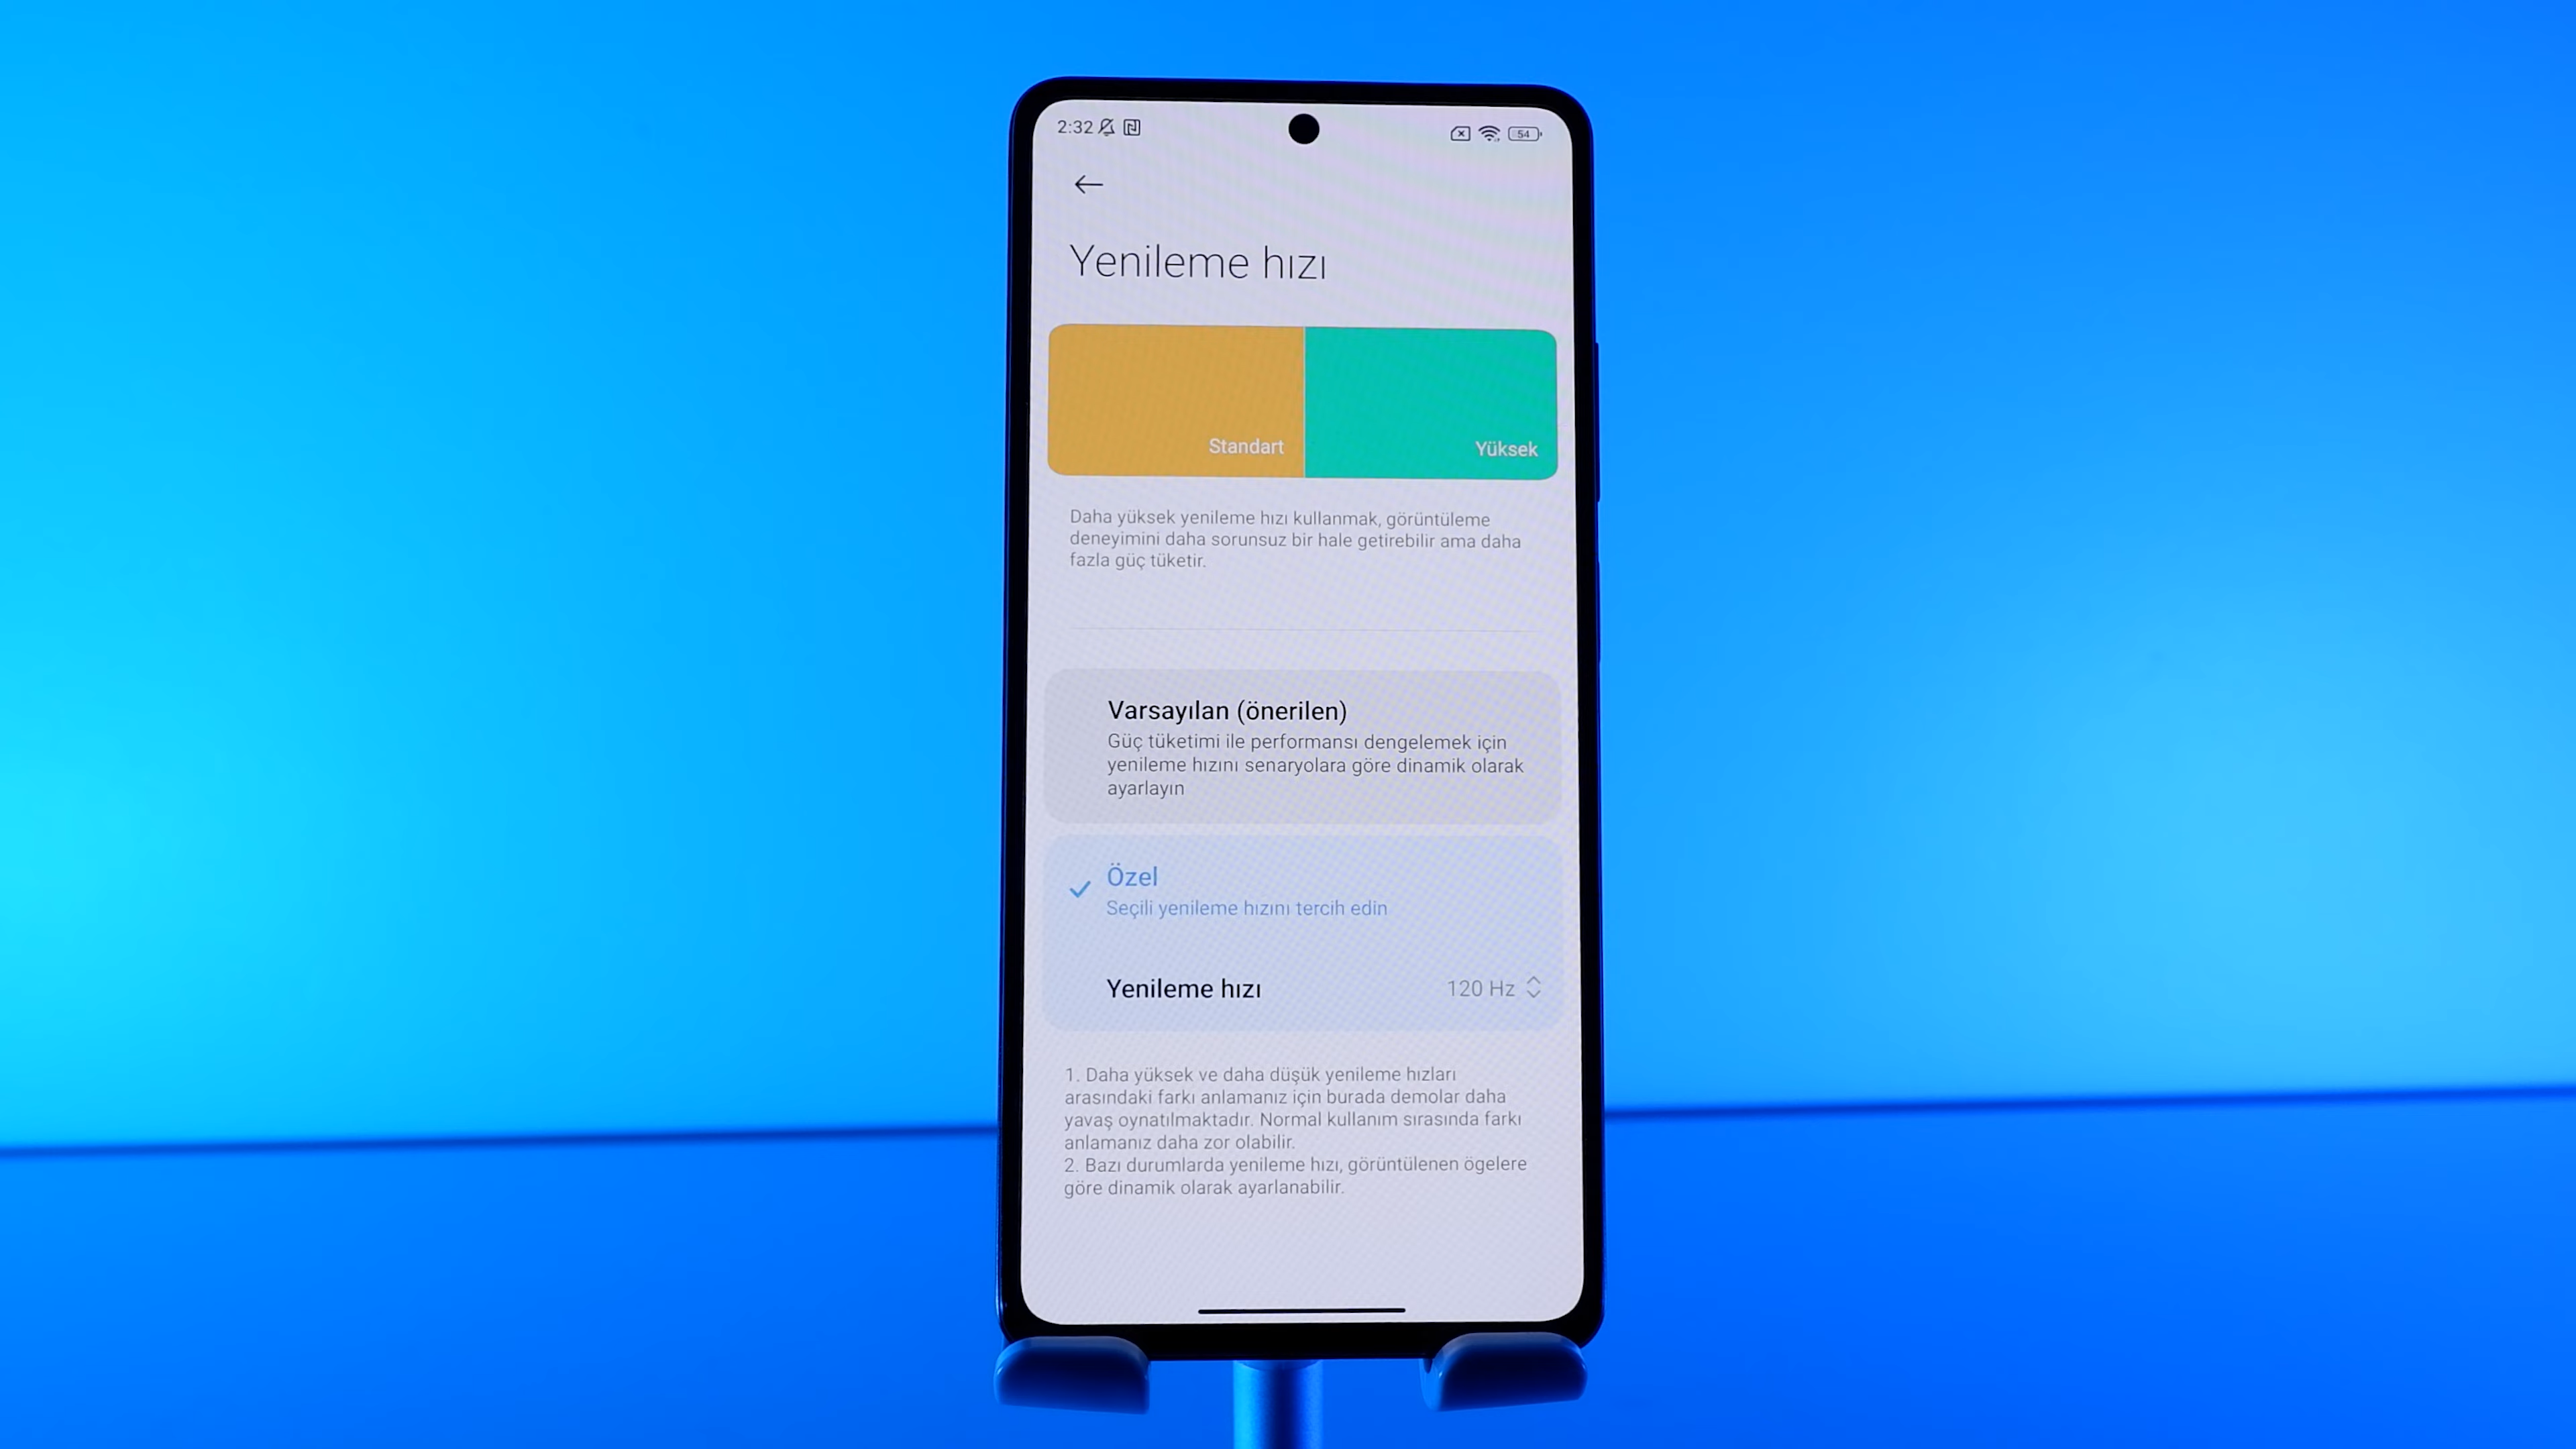 2:32
54
Yenileme hızı
Standart
Yüksek
Daha yüksek yenileme hızı kullanmak, görüntüleme
deneyimini daha sorunsuz bir hale getirebilir ama daha
fazla güç tüketir.
Varsayılan (önerilen)
Güç tüketimi ile performansı dengelemek için
yenileme hızını senaryolara göre dinamik olarak
ayarlayın
Özel
Seçili yenileme hızını tercih edin
Yenileme hızı
120 Hz
1. Daha yüksek ve daha düşük yenileme hızları
arasındaki farkı anlamanız için burada demolar daha
yavaş oynatılmaktadır. Normal kullanım sırasında farkı
anlamanız daha zor olabilir.
2. Bazı durumlarda yenileme hızı, görüntülenen ögelere
göre dinamik olarak ayarlanabilir.